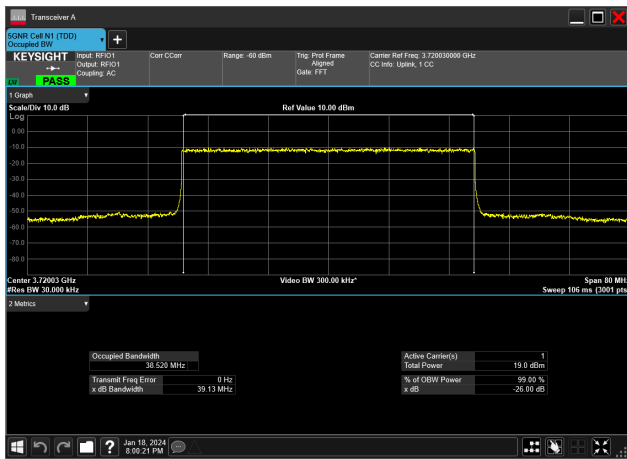 Transceiver A
5GNR Cell N1 (TDD)
Occupied BW
KEYSIGHT
Input: RFIO1
Output: RFIO1
Coupling: AC
Corr CCorr
Range: -60 dBm
Trig: Prot Frame
Aligned
Gate: FFT
Carrier Ref Freq: 3.720030000 GHz
CC Info: Uplink, 1 CC
PASS
1 Graph
Scale/Div 10.0 dB
Ref Value 10.00 dBm
Log
0.00
-10.0
-20.0
-30.0
-40.0
-50.0
-60.0
-70.0
-80.0
Center 3.72003 GHz
Video BW 300.00 kHz*
Span 80 MHz
#Res BW 30.000 kHz
Sweep 106 ms (3001 pts)
2 Metrics
Occupied Bandwidth
38.520 MHz
Transmit Freq Error 0 Hz
x dB Bandwidth 39.13 MHz
Active Carrier(s) 1
Total Power 19.0 dBm
% of OBW Power 99.00 %
x dB -26.00 dB
Jan 18, 2024
8:00:21 PM